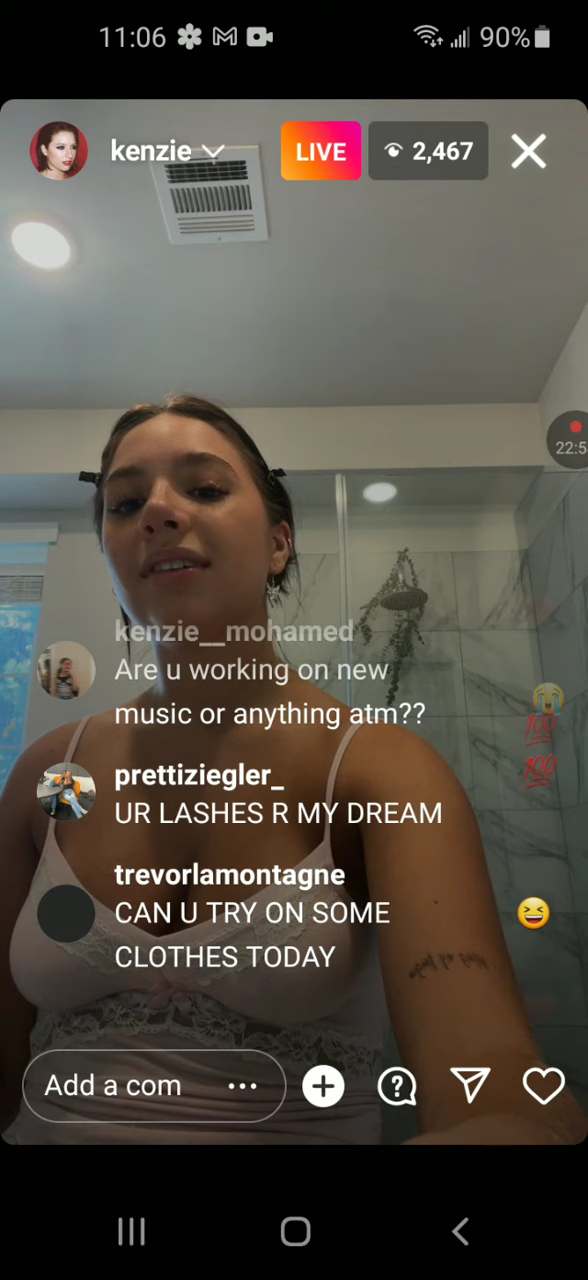 11:06
90%
kenzie
LIVE
2,467
22:5
kenzie__mohamed
Are u working on new
music or anything atm??
prettiziegler_
UR LASHES R MY DREAM
trevorlamontagne
CAN U TRY ON SOME
CLOTHES TODAY
💯
💯
Add a com